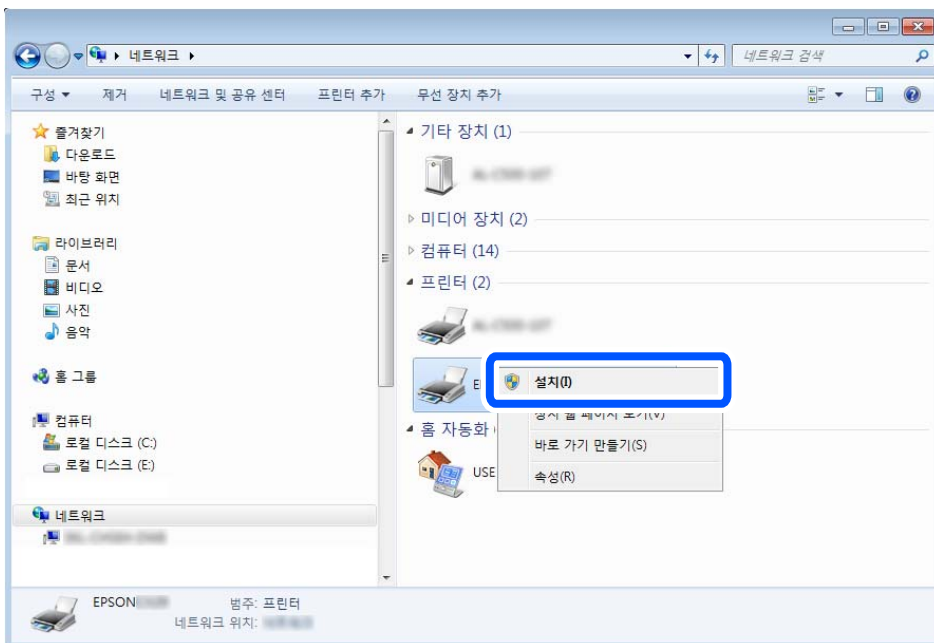 네트워크
네트워크 검색
구성 제거 네트워크 및 공유 센터 프린터 추가 무선 장치 추가
즐겨찾기
다운로드
바탕 화면
최근 위치
라이브러리
문서
비디오
사진
음악
홈 그룹
컴퓨터
로컬 디스크 (C:)
로컬 디스크 (E:)
네트워크
기타 장치 (1)
미디어 장치 (2)
컴퓨터 (14)
프린터 (2)
설치(I)
바로 가기 만들기(S)
속성(R)
홈 자동화
USE
EPSON 범주: 프린터
네트워크 위치: